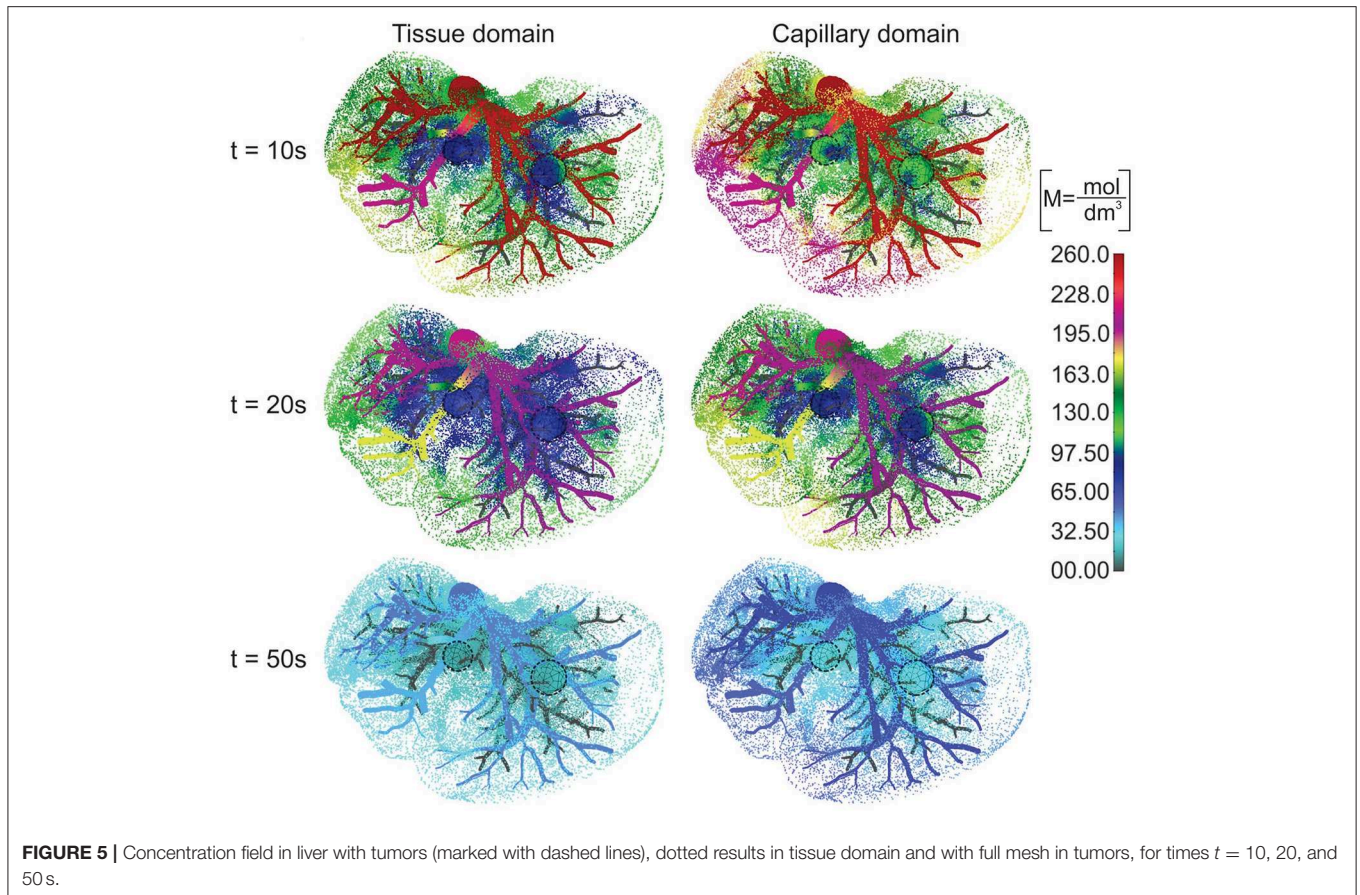 Tissue domain Capillary domain
t = 10s
[M= mol/dm³]
260.0
228.0
195.0
163.0
130.0
97.50
65.00
32.50
00.00
t = 20s
t = 50s
FIGURE 5 | Concentration field in liver with tumors (marked with dashed lines), dotted results in tissue domain and with full mesh in tumors, for times t = 10, 20, and
50 s.